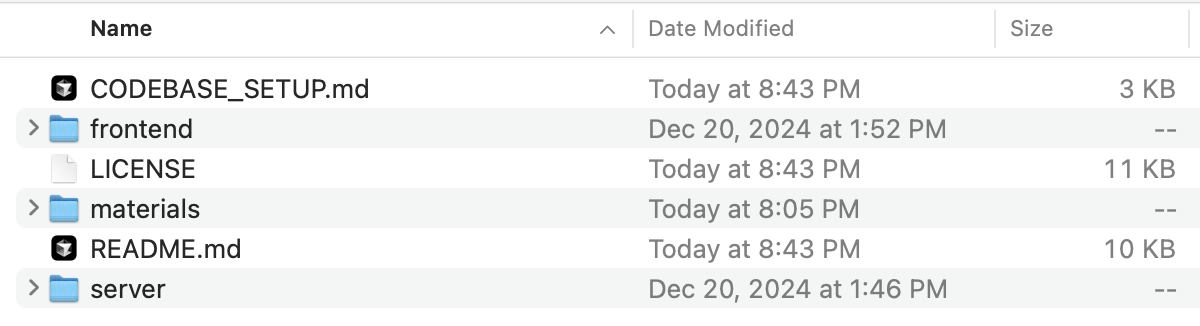 Name Date Modified Size
CODEBASE_SETUP.md Today at 8:43 PM 3 KB
frontend Dec 20, 2024 at 1:52 PM --
LICENSE Today at 8:43 PM 11 KB
materials Today at 8:05 PM --
README.md Today at 8:43 PM 10 KB
server Dec 20, 2024 at 1:46 PM --